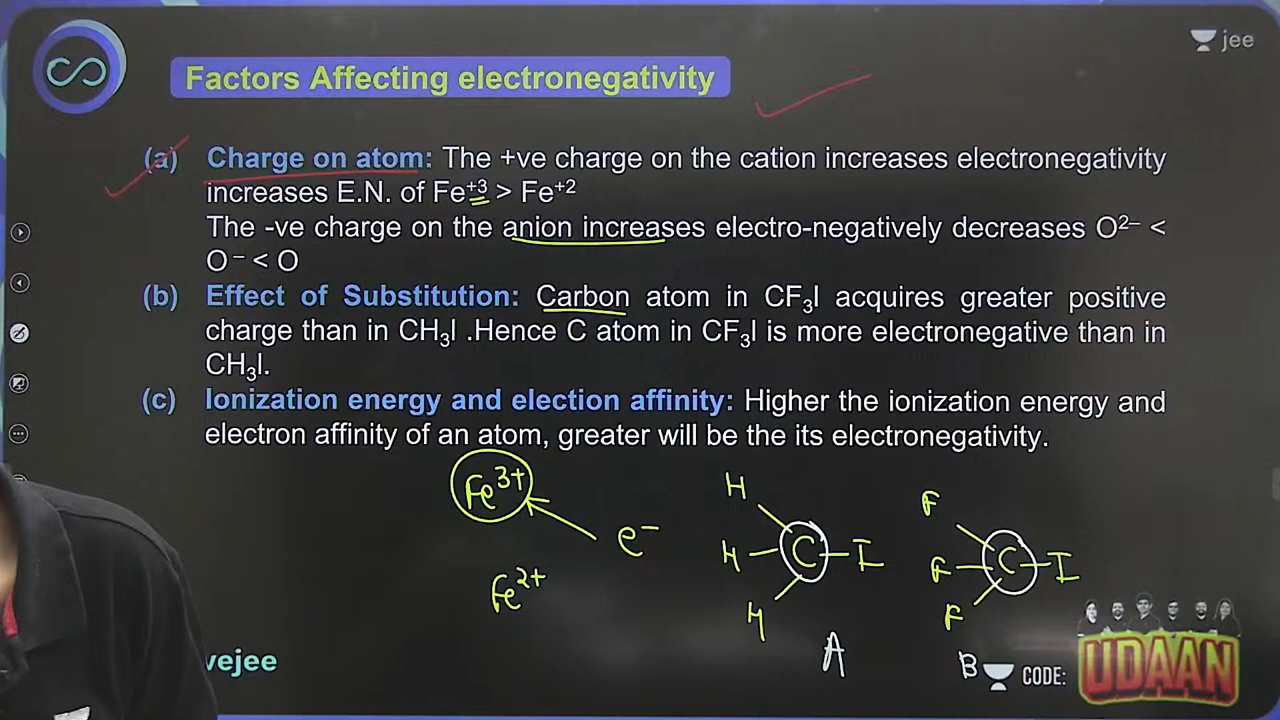 jee
Factors Affecting electronegativity
(a) Charge on atom: The +ve charge on the cation increases electronegativity
increases E.N. of Fe⁺³ > Fe⁺²
The -ve charge on the anion increases electro-negatively decreases O²⁻ <
O⁻ < O
(b) Effect of Substitution: Carbon atom in CF₃I acquires greater positive
charge than in CH₃I .Hence C atom in CF₃I is more electronegative than in
CH₃I.
(c) Ionization energy and election affinity: Higher the ionization energy and
electron affinity of an atom, greater will be the its electronegativity.
Fe³⁺
e⁻
Fe²⁺
H
H C I
H
A
F
F C I
F
B
vejee
CODE:
UDAAN